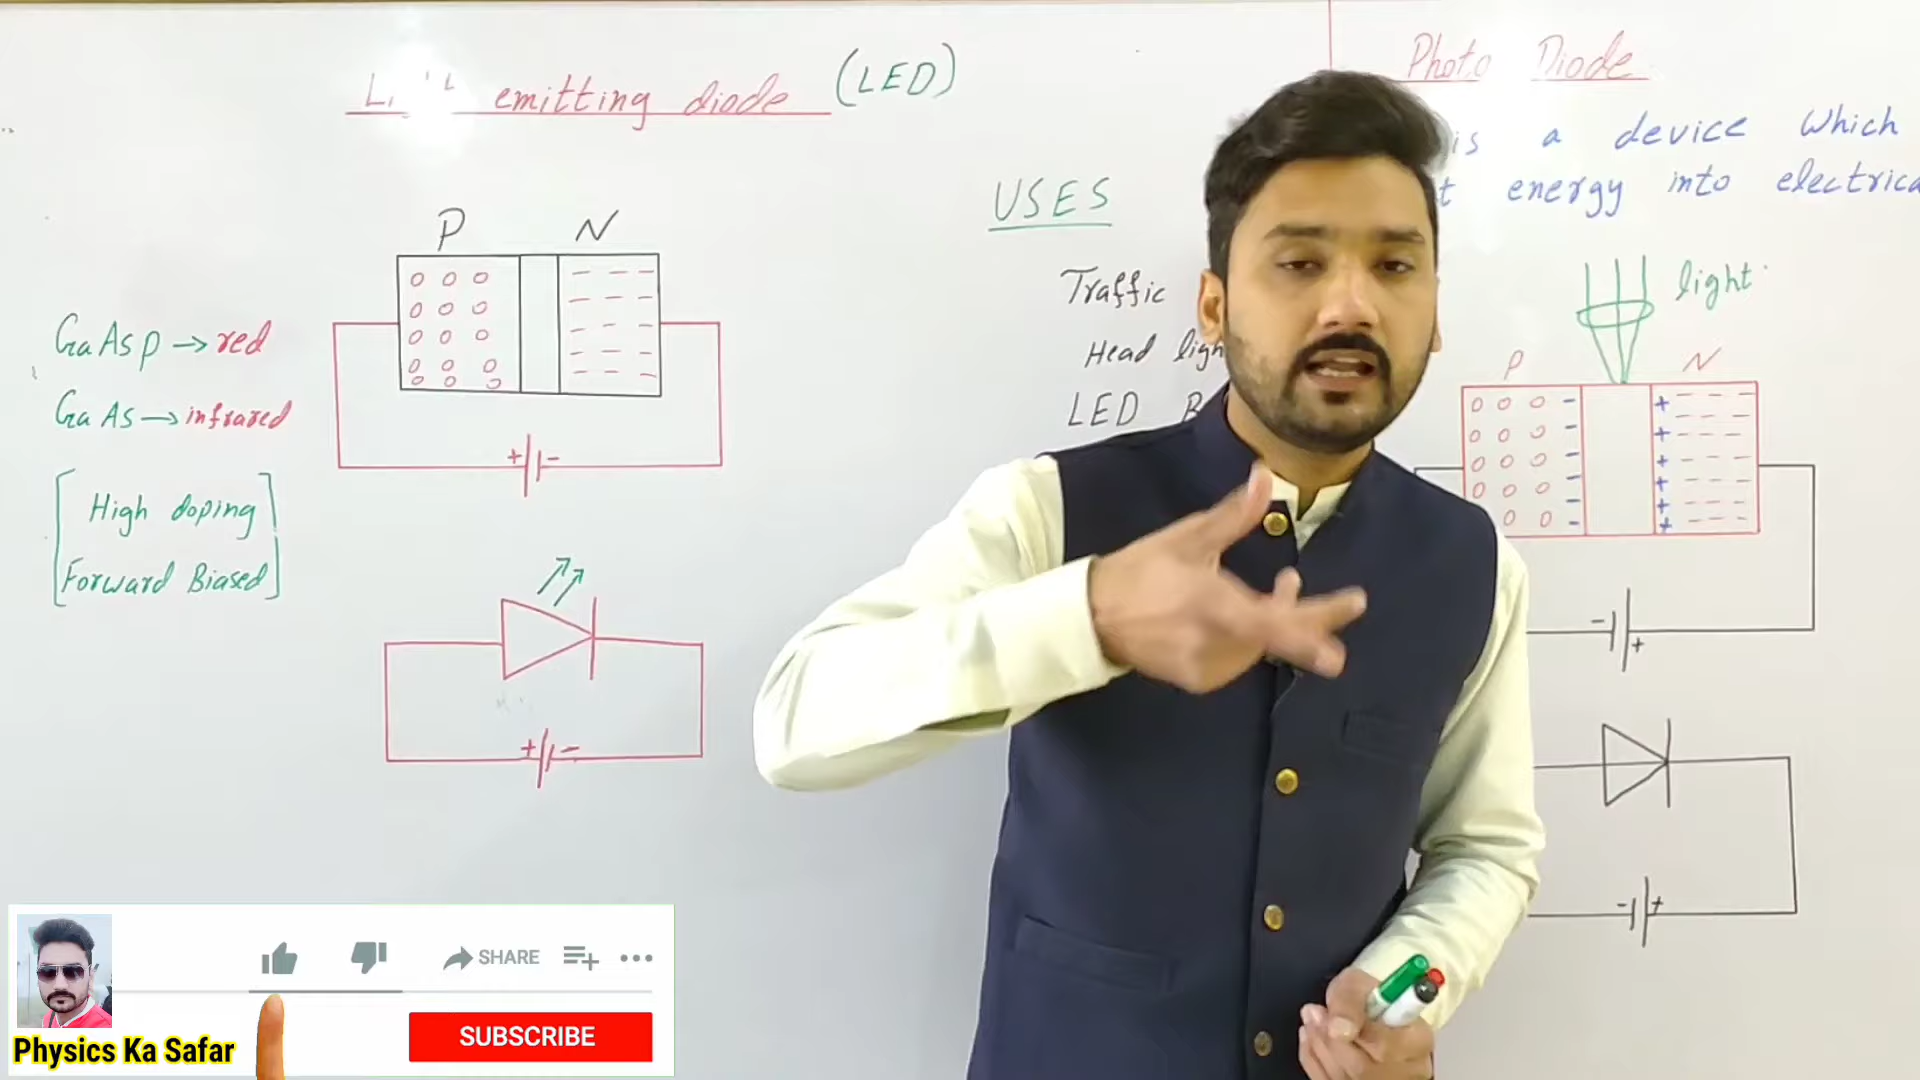 emitting diode (LED)
P N
GaAsP → red
GaAs → infrared
High doping
Forward Biased
+ -
+ -
USES
Traffic
Head
LED
Photo Diode
is a device Which
energy into
light
P N
- +
- +
SHARE
SUBSCRIBE
Physics Ka Safar